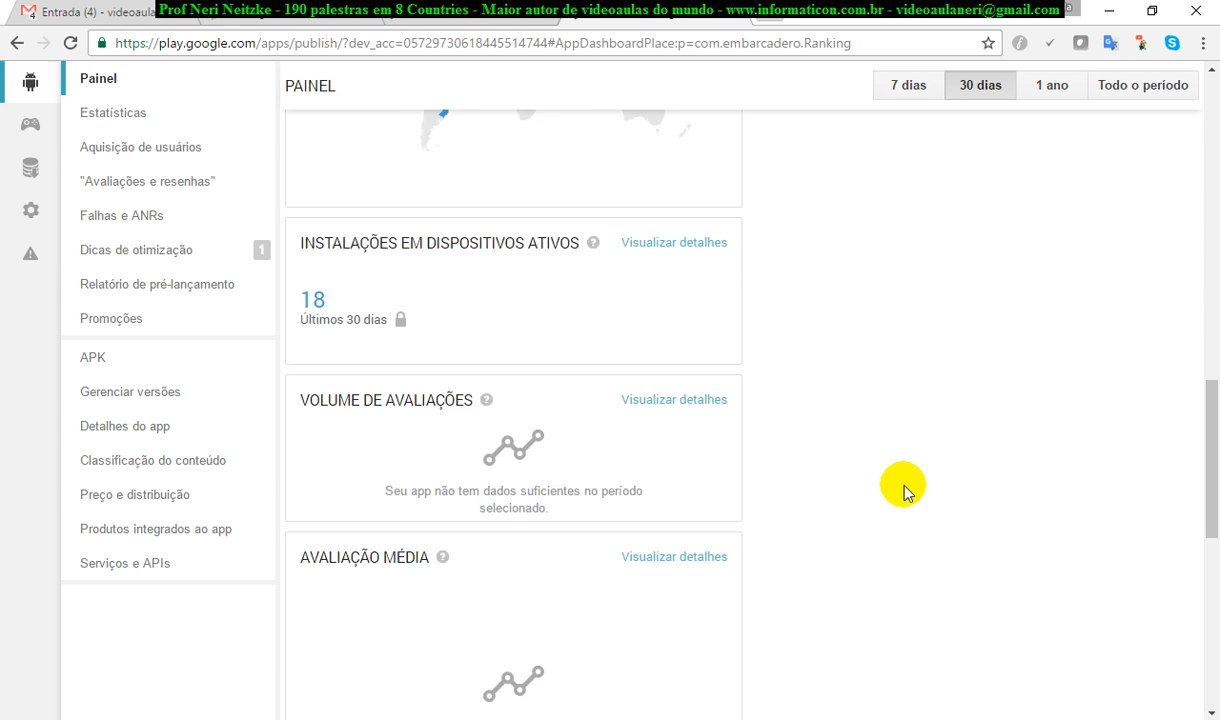 Entrada (4) - videoaula
Prof Neri Neitzke - 190 palestras em 8 Countries - Maior autor de videoaulas do mundo - www.informaticon.com.br - videoaulaneri@gmail.com
https://play.google.com/apps/publish/?dev_acc=05729730618445514744#AppDashboardPlace:p=com.embarcadero.Ranking
Painel
Estatísticas
Aquisição de usuários
"Avaliações e resenhas"
Falhas e ANRs
Dicas de otimização 1
Relatório de pré-lançamento
Promoções
APK
Gerenciar versões
Detalhes do app
Classificação do conteúdo
Preço e distribuição
Produtos integrados ao app
Serviços e APIs
PAINEL
7 dias 30 dias 1 ano Todo o período
INSTALAÇÕES EM DISPOSITIVOS ATIVOS ? Visualizar detalhes
18
Últimos 30 dias
VOLUME DE AVALIAÇÕES ? Visualizar detalhes
Seu app não tem dados suficientes no período
selecionado.
AVALIAÇÃO MÉDIA ? Visualizar detalhes